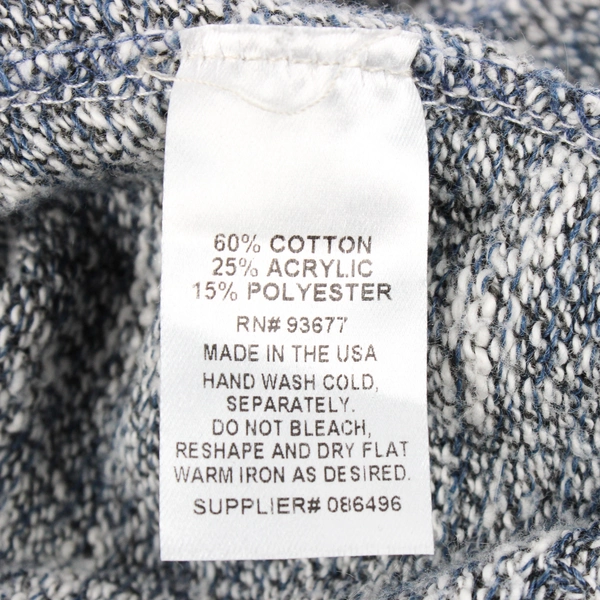 60% COTTON
25% ACRYLIC
15% POLYESTER
RN# 93677
MADE IN THE USA
HAND WASH COLD,
SEPARATELY.
DO NOT BLEACH,
RESHAPE AND DRY FLAT
WARM IRON AS DESIRED.
SUPPLIER# 086496